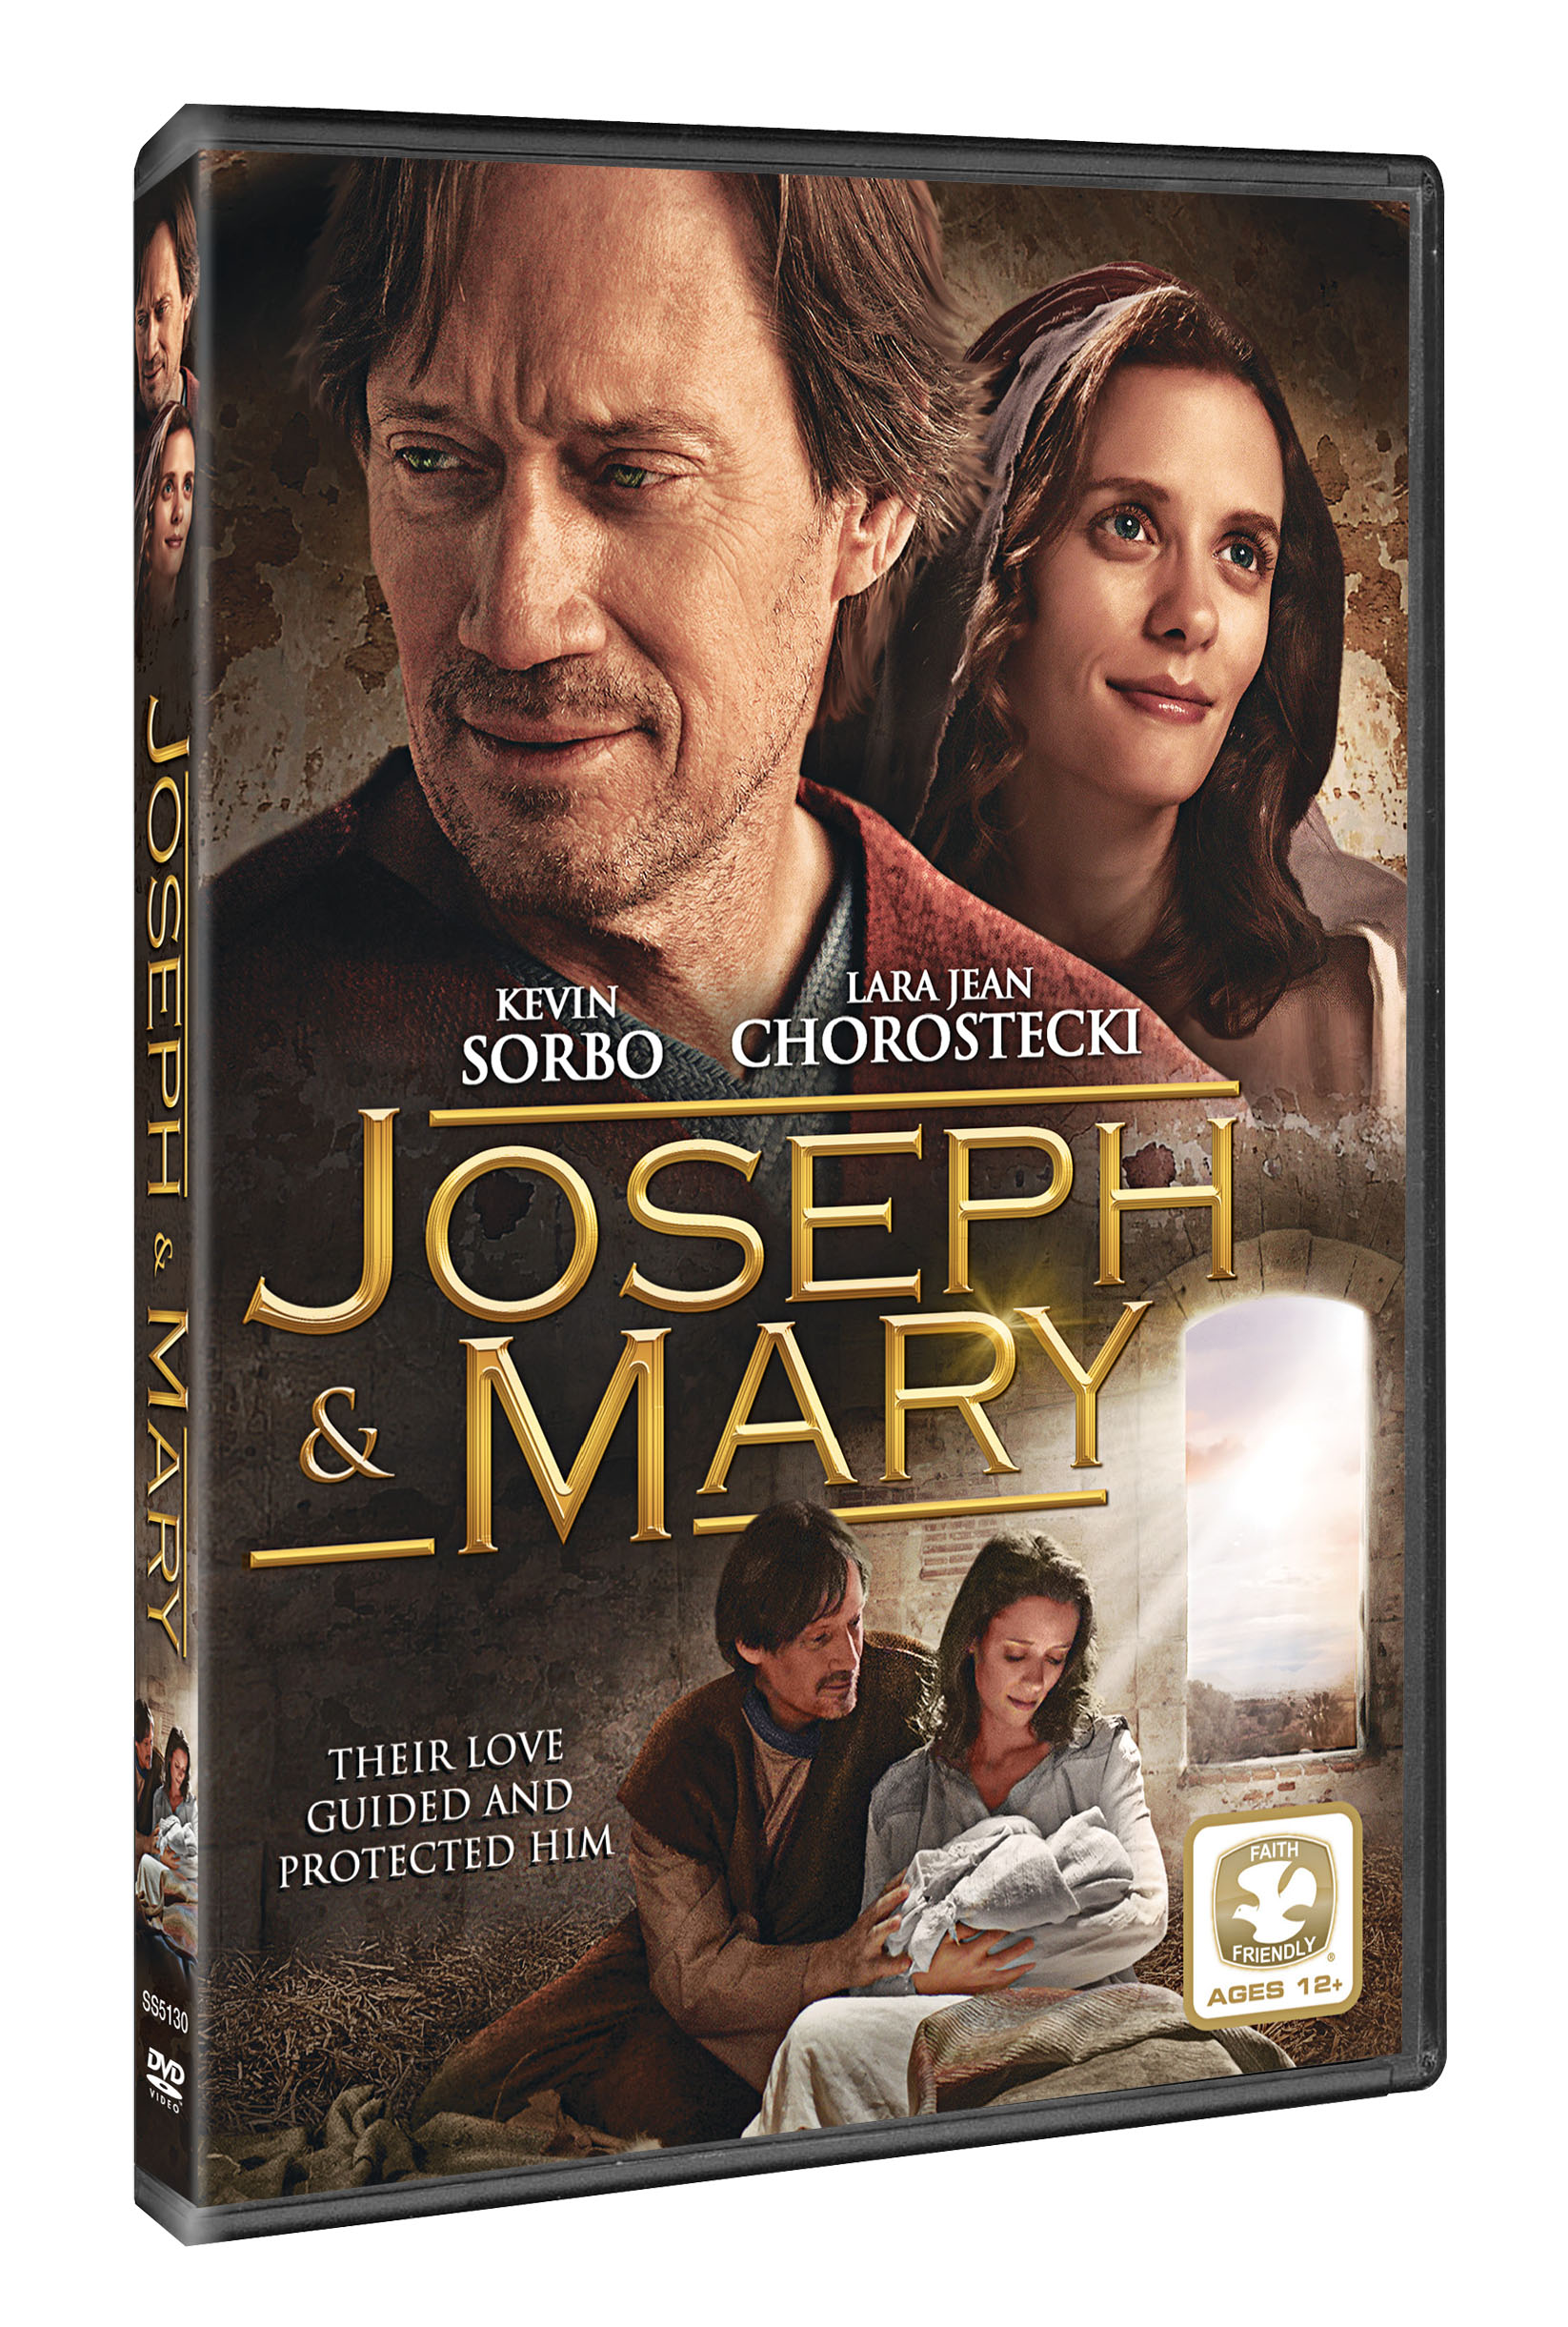 KEVIN
SORBO
LARA JEAN
CHOROSTECKI
JOSEPH
& MARY
THEIR LOVE
GUIDED AND
PROTECTED HIM
FAITH
FRIENDLY®
AGES 12+
JOSEPH & MARY
SS5130
DVD
VIDEO™